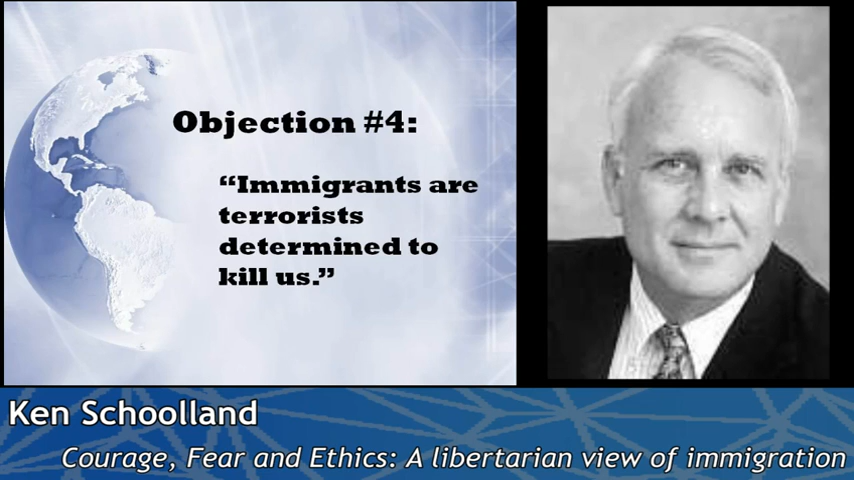 Objection #4:
“Immigrants are
terrorists
determined to
kill us.”
Ken Schoolland
Courage, Fear and Ethics: A libertarian view of immigration